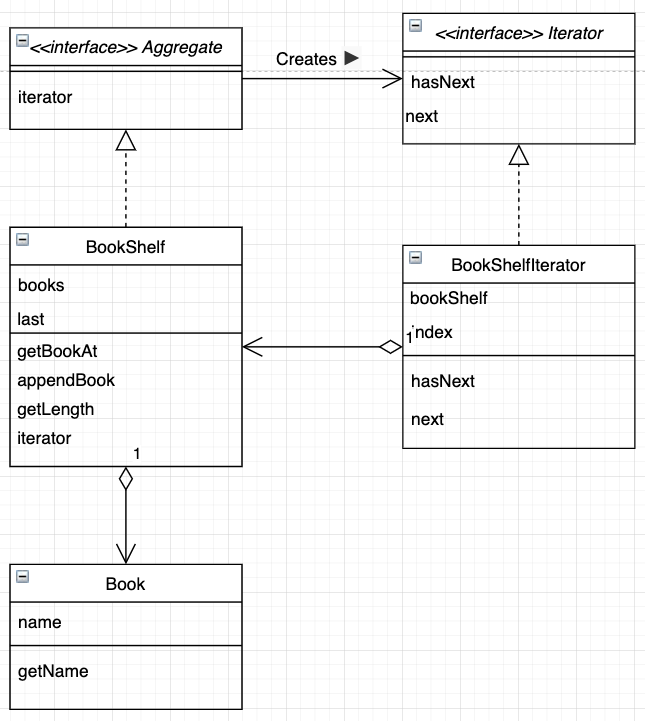 <<interface>> Aggregate
iterator
Creates ▶
<<interface>> Iterator
hasNext
next
BookShelf
books
last
getBookAt
appendBook
getLength
iterator
1
BookShelfIterator
bookShelf
index
1
hasNext
next
Book
name
getName